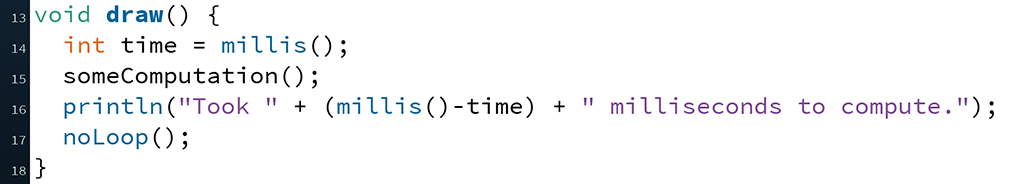 13 void draw() {
14 int time = millis();
15 someComputation();
16 println("Took " + (millis()-time) + " milliseconds to compute.");
17 noLoop();
18 }